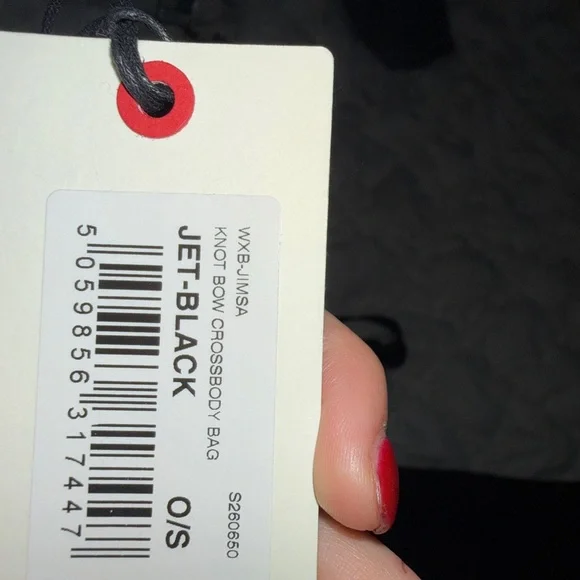 WXB-JIMSA
KNOT BOW CROSSBODY BAG S260650
JET-BLACK O/S
5 059856 317447